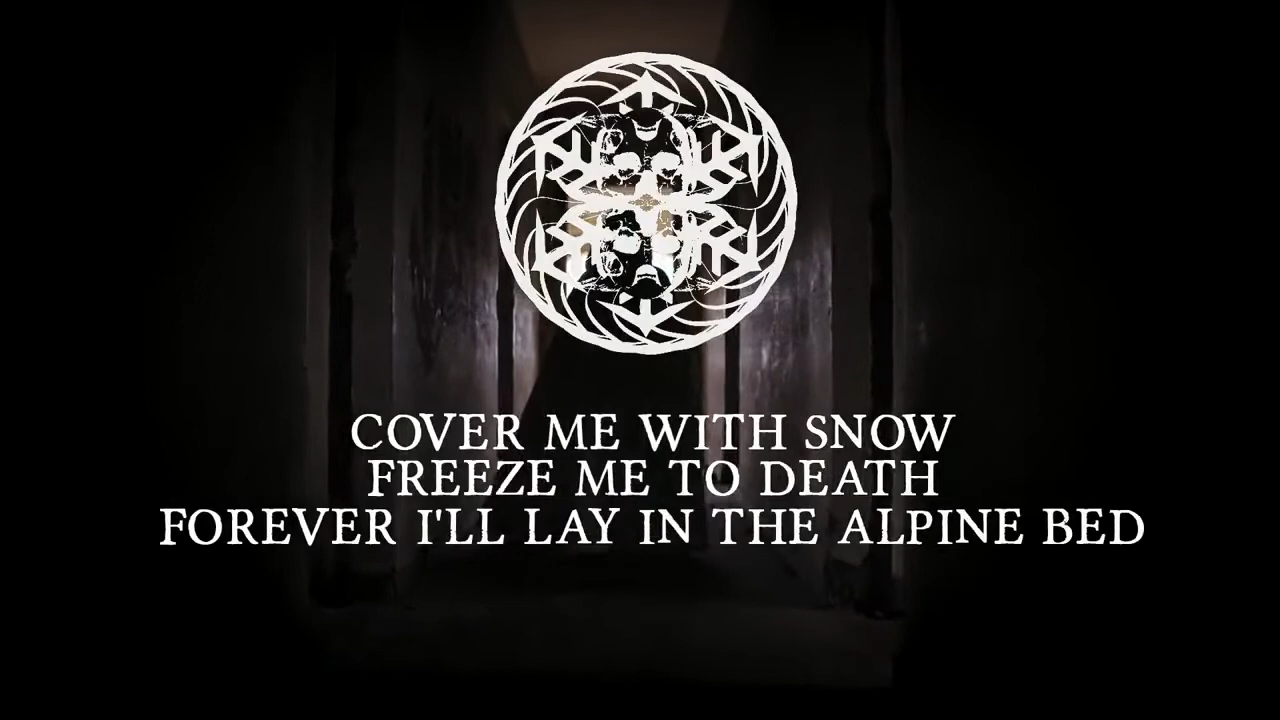 COVER ME WITH SNOW
FREEZE ME TO DEATH
FOREVER I'LL LAY IN THE ALPINE BED